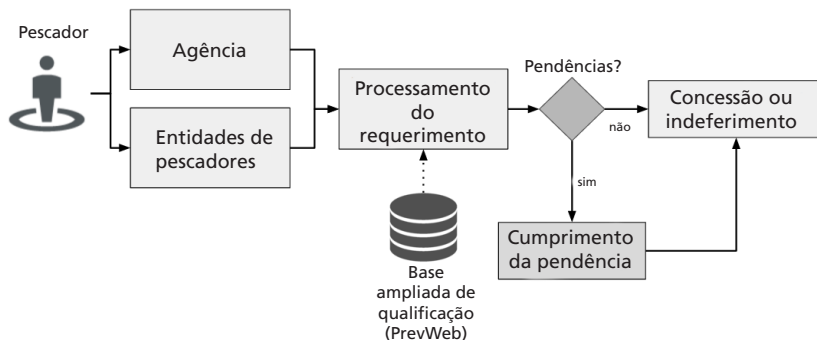 Pescador
Agência
Entidades de
pescadores
Processamento
do
requerimento
Base
ampliada de
qualificação
(PrevWeb)
Pendências?
não
sim
Concessão ou
indeferimento
Cumprimento
da pendência